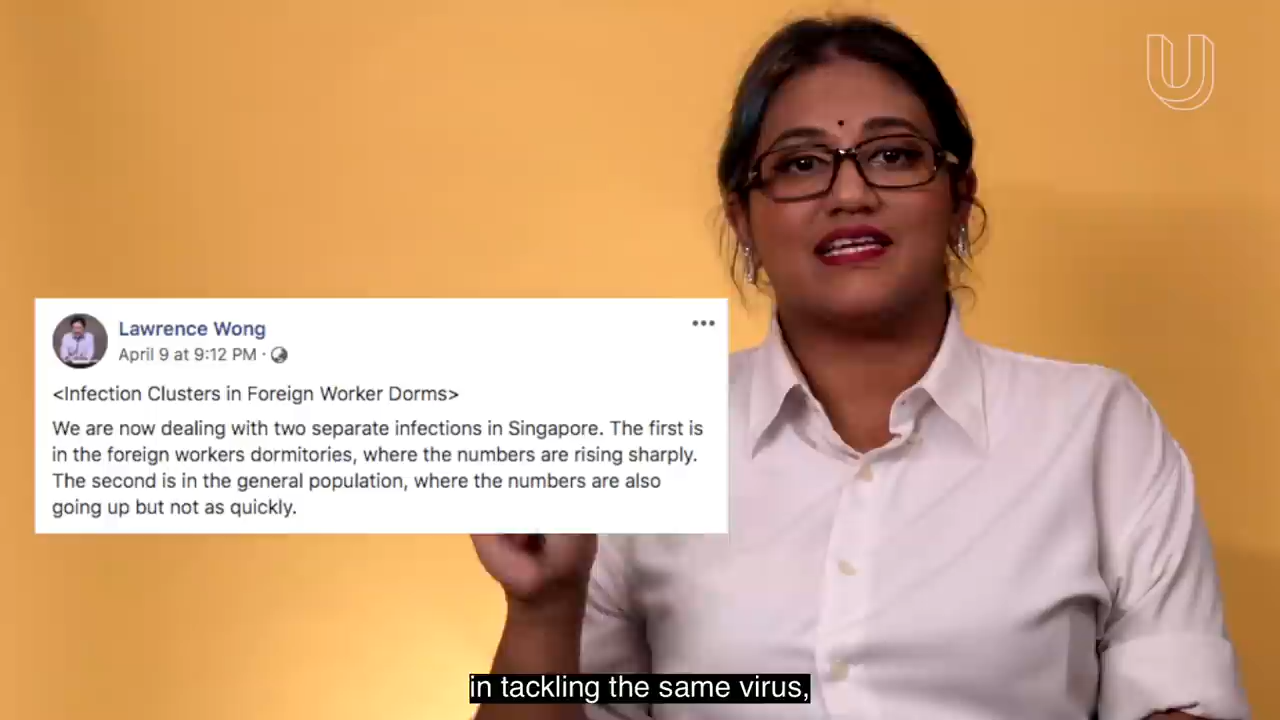 U
Lawrence Wong
April 9 at 9:12 PM ·
<Infection Clusters in Foreign Worker Dorms>
We are now dealing with two separate infections in Singapore. The first is
in the foreign workers dormitories, where the numbers are rising sharply.
The second is in the general population, where the numbers are also
going up but not as quickly.
in tackling the same virus,